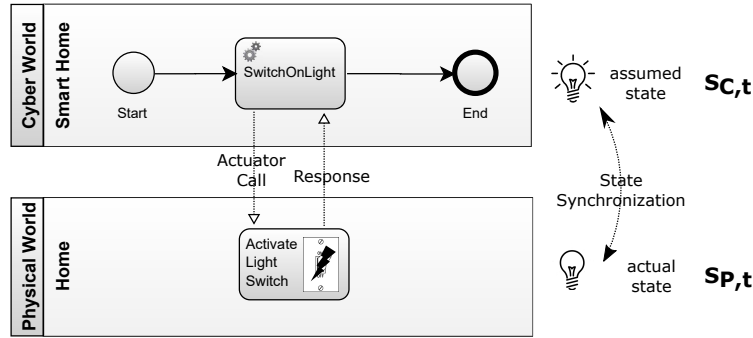 Cyber World
Smart Home
SwitchOnLight
Start
End
assumed
state
SC,t
Actuator
Call
Response
State
Synchronization
Physical World
Home
Activate
Light
Switch
actual
state
SP,t